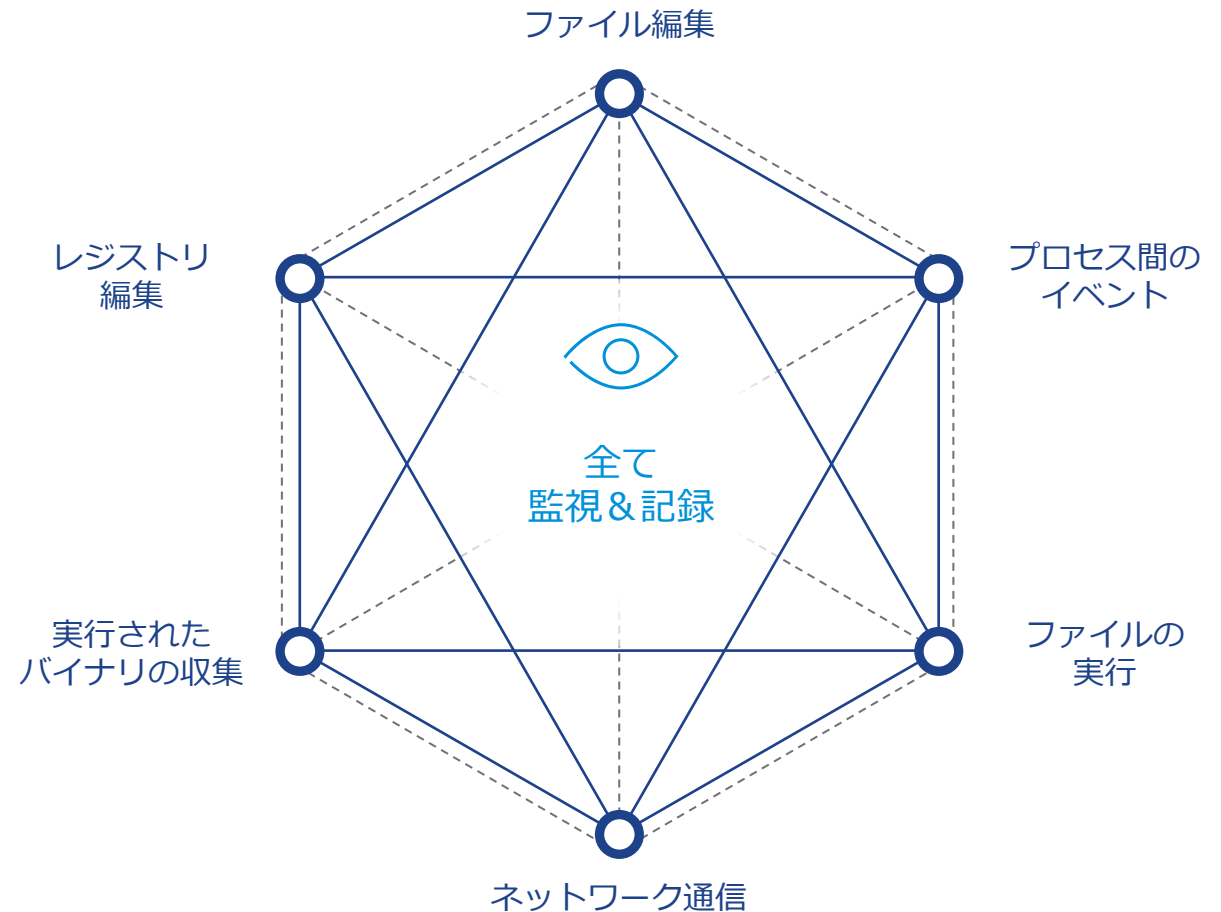 ファイル編集
レジストリ
編集
プロセス間の
イベント
全て
監視＆記録
実行された
バイナリの収集
ファイルの
実行
ネットワーク通信